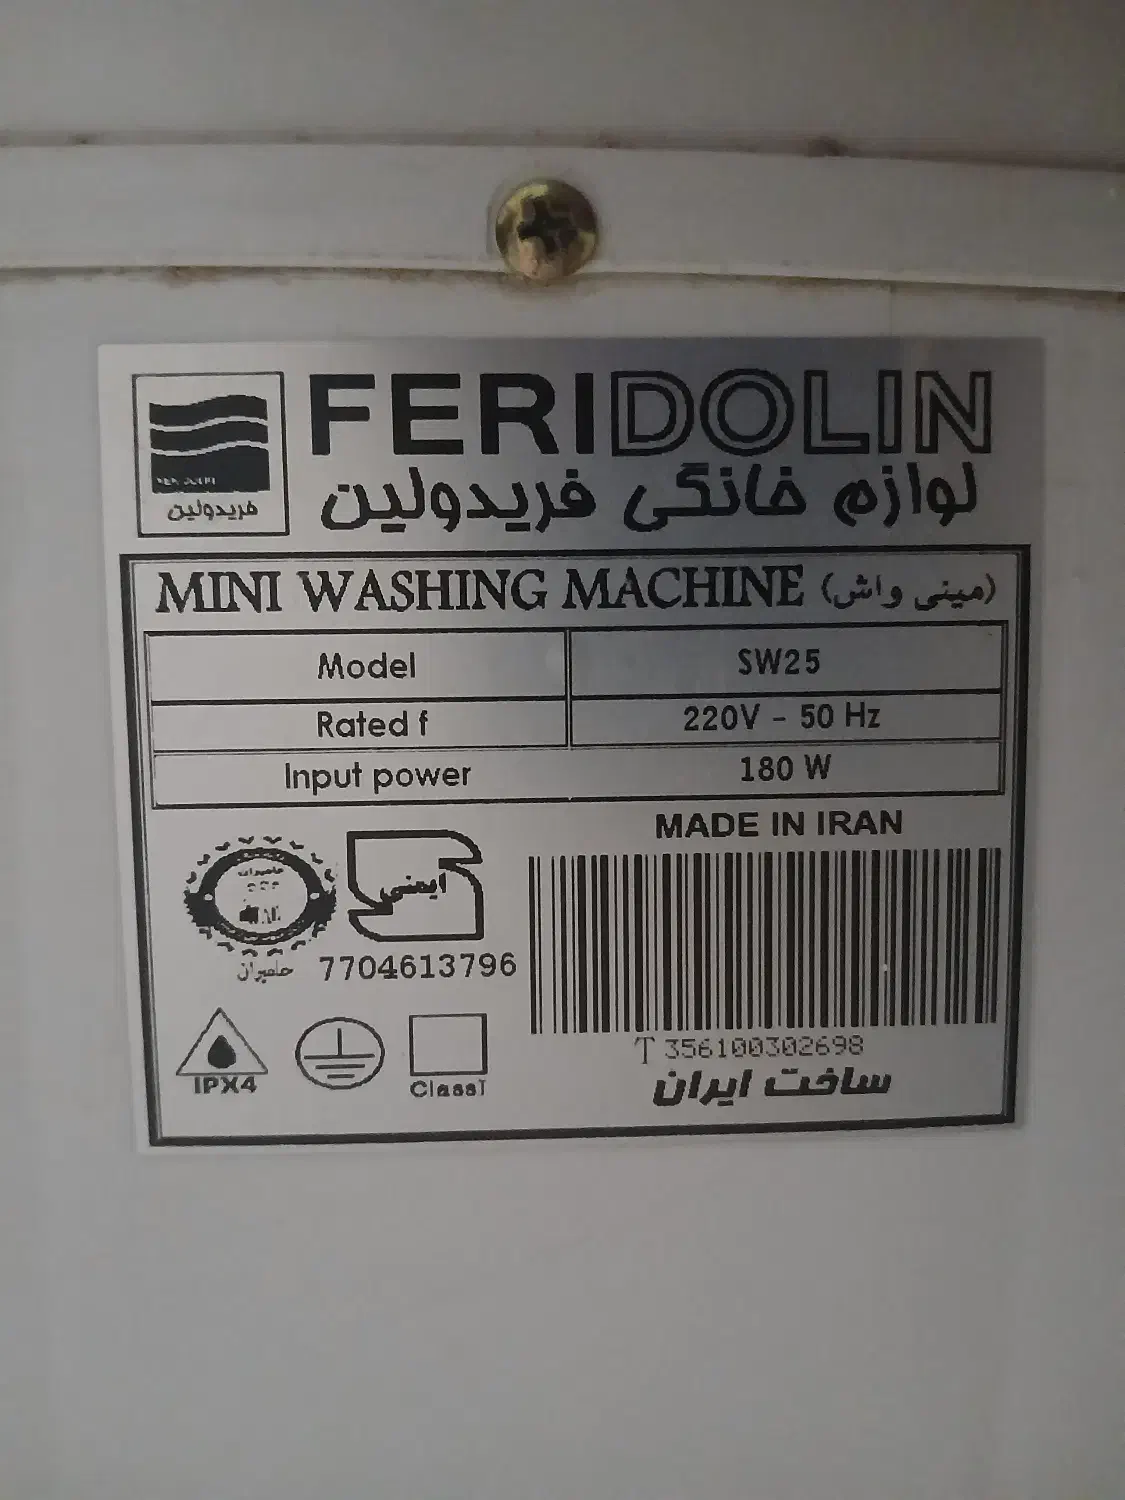 FERIDOLIN
لوازم خانگی فریدولین
فریدولین
MINI WASHING MACHINE (مینی واش)
Model SW25
Rated f 220V - 50 Hz
Input power 180 W
MADE IN IRAN
ایمنی
حامیران
7704613796
T 356100302698
IPX4
ClassI
ساخت ایران